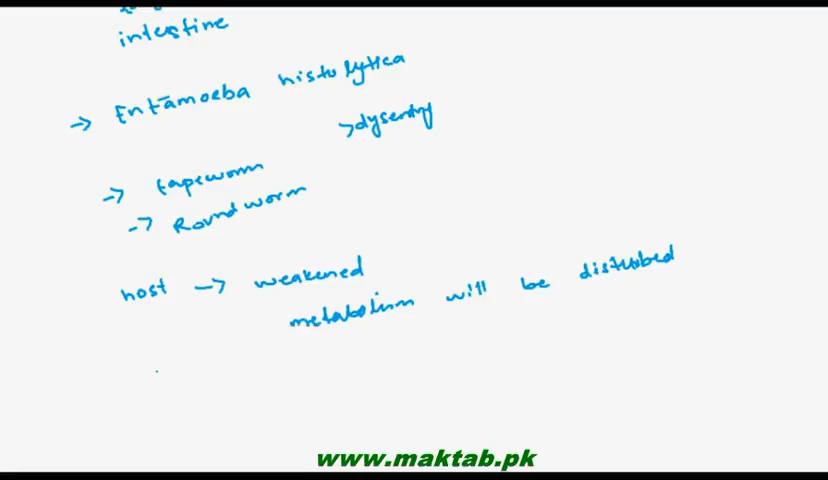 intestine
→ Entamoeba histolytica
> dysentry
→ tapeworm
→ Roundworm
host → weakened
metabolism will be disturbed
www.maktab.pk